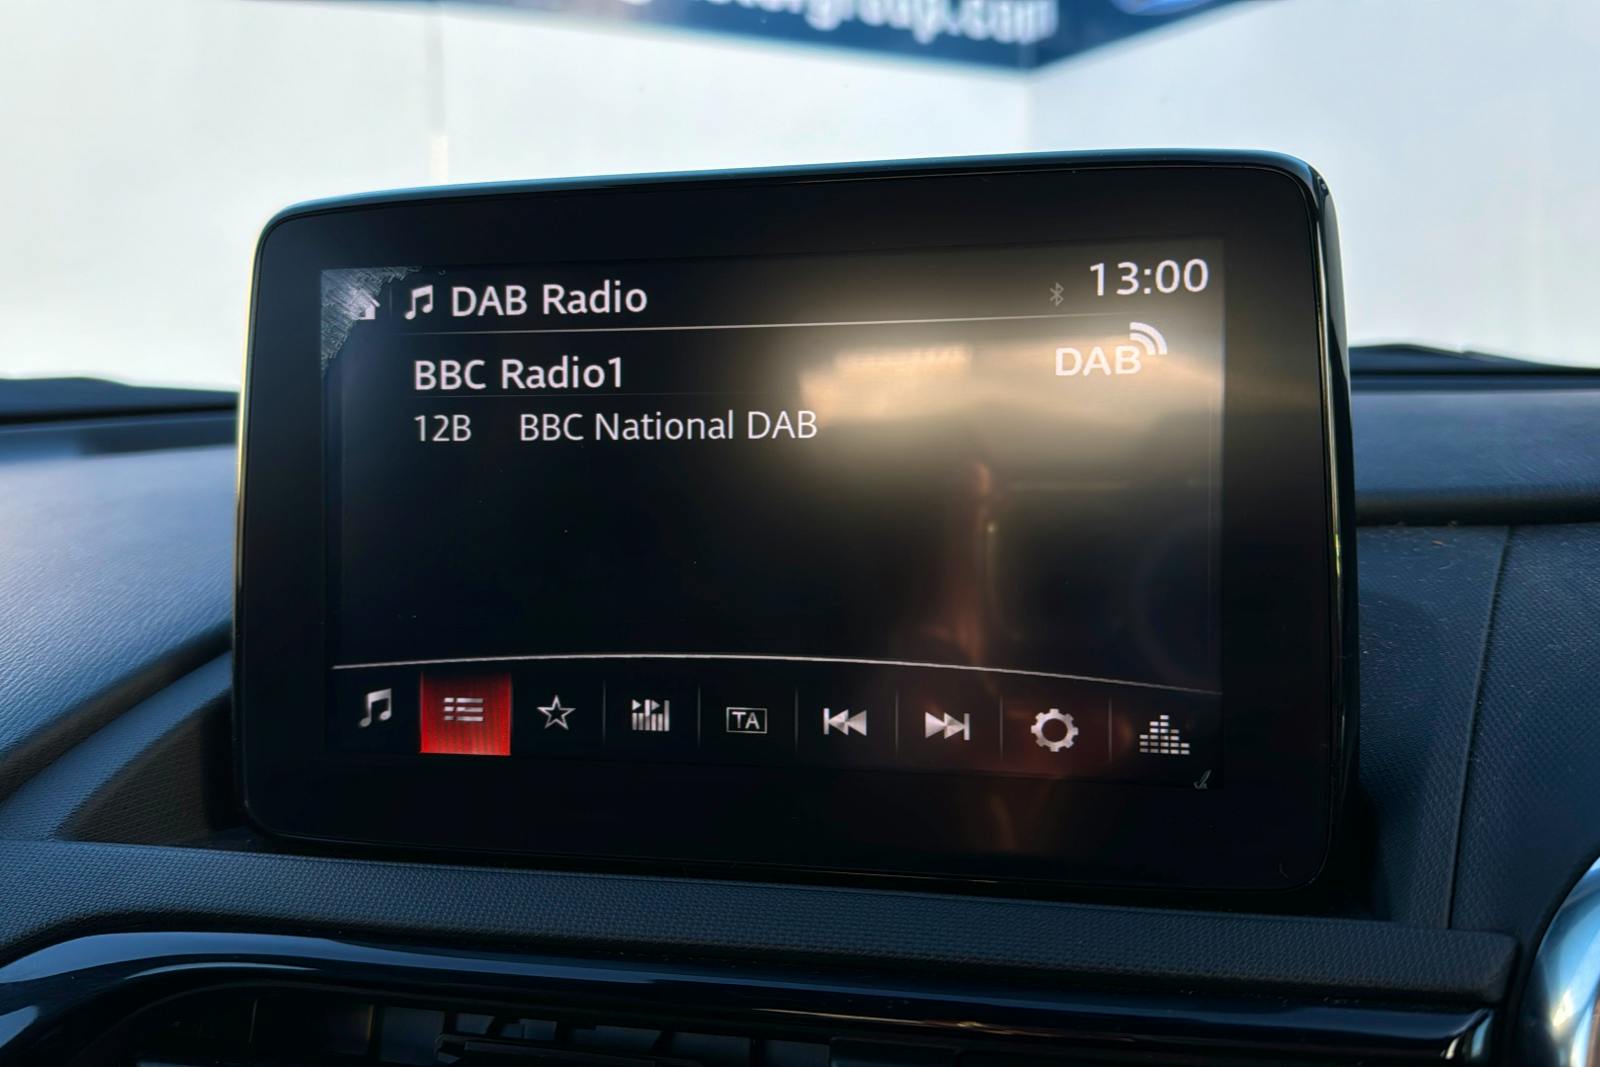 DAB Radio
13:00
BBC Radio1
DAB
12B BBC National DAB
TA